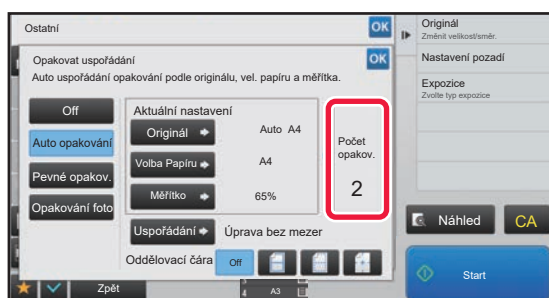 Ostatní
OK
Opakovat uspořádání
OK
Auto uspořádání opakování podle originálu, vel. papíru a měřítka.
Off
Auto opakování
Pevné opakov.
Opakování foto
Aktuální nastavení
Originál
Auto A4
Volba Papíru
A4
Měřítko
65%
Počet
opakov.
2
Uspořádání
Úprava bez mezer
Oddělovací čára
Off
Zpět
A3
Originál
Změnit velikost/směr.
Nastavení pozadí
Expozice
Zvolte typ expozice
Náhled
CA
Start